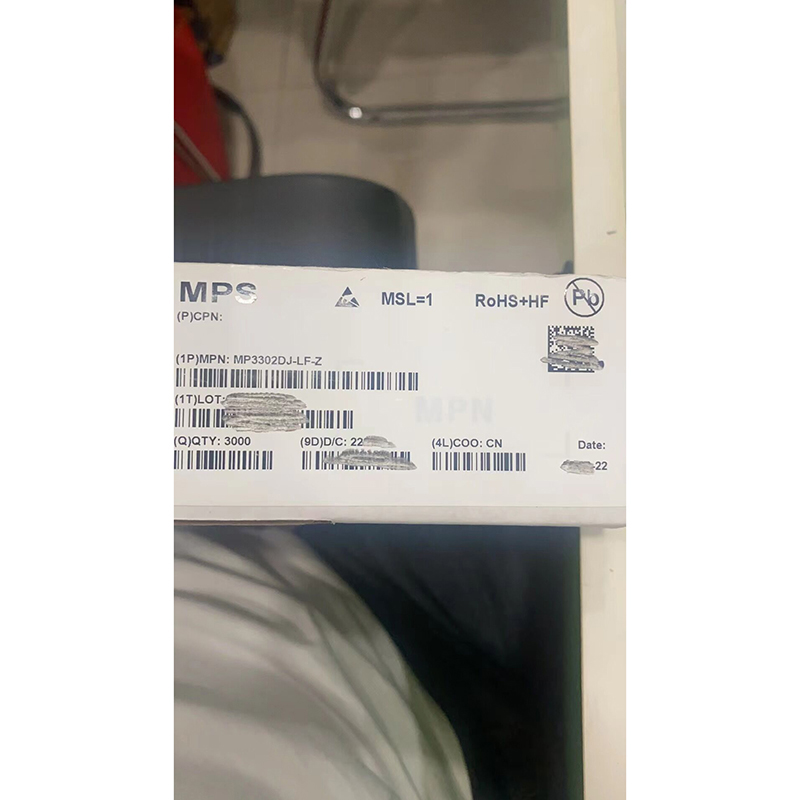 MPS
MSL=1
RoHS+HF
Pb
(P)CPN:
(1P)MPN: MP3302DJ-LF-Z
(1T)LOT:
MPN
(Q)QTY: 3000
(9D)D/C: 22
(4L)COO: CN
Date:
-22